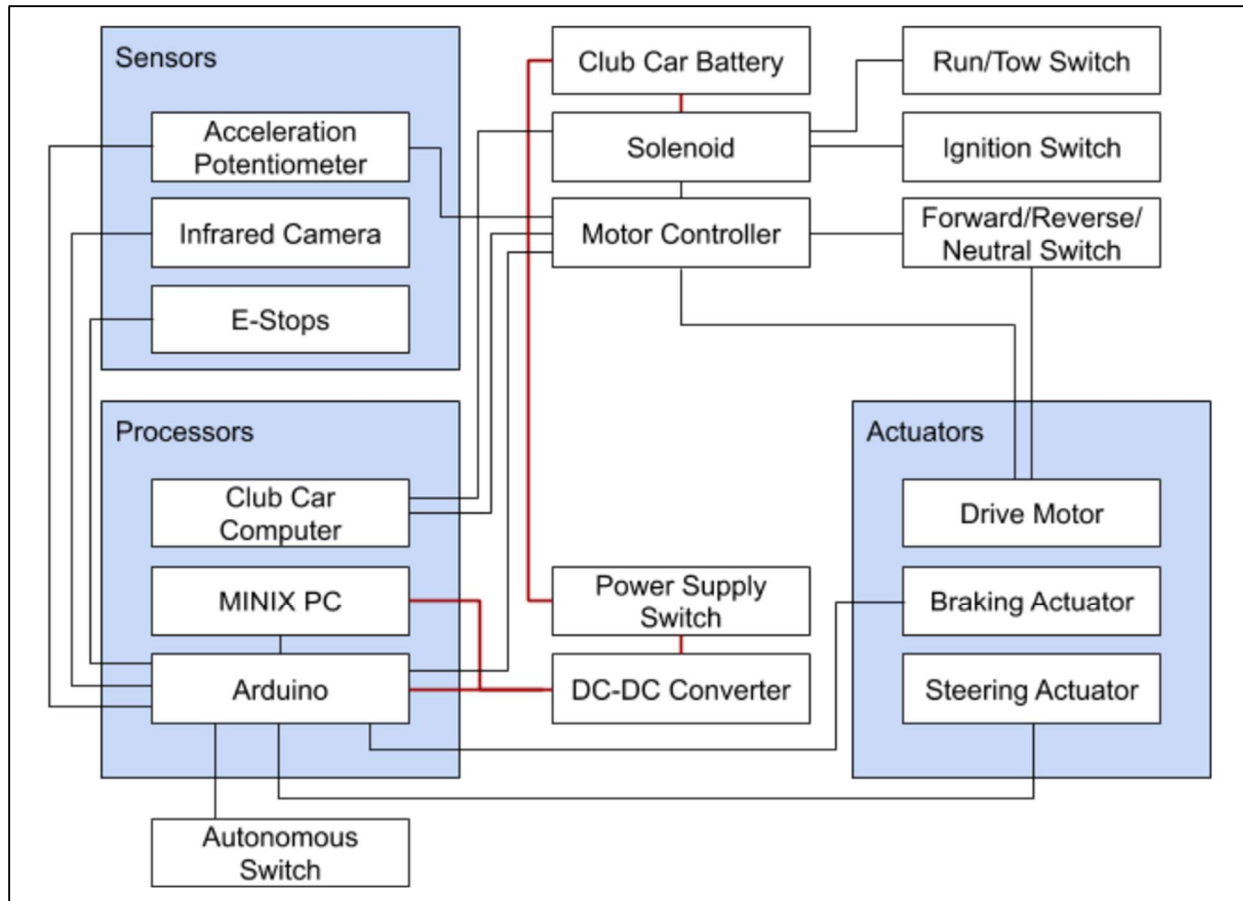 Sensors
Acceleration
Potentiometer
Infrared Camera
E-Stops
Club Car Battery
Solenoid
Motor Controller
Run/Tow Switch
Ignition Switch
Forward/Reverse/
Neutral Switch
Processors
Club Car
Computer
MINIX PC
Arduino
Power Supply
Switch
DC-DC Converter
Actuators
Drive Motor
Braking Actuator
Steering Actuator
Autonomous
Switch